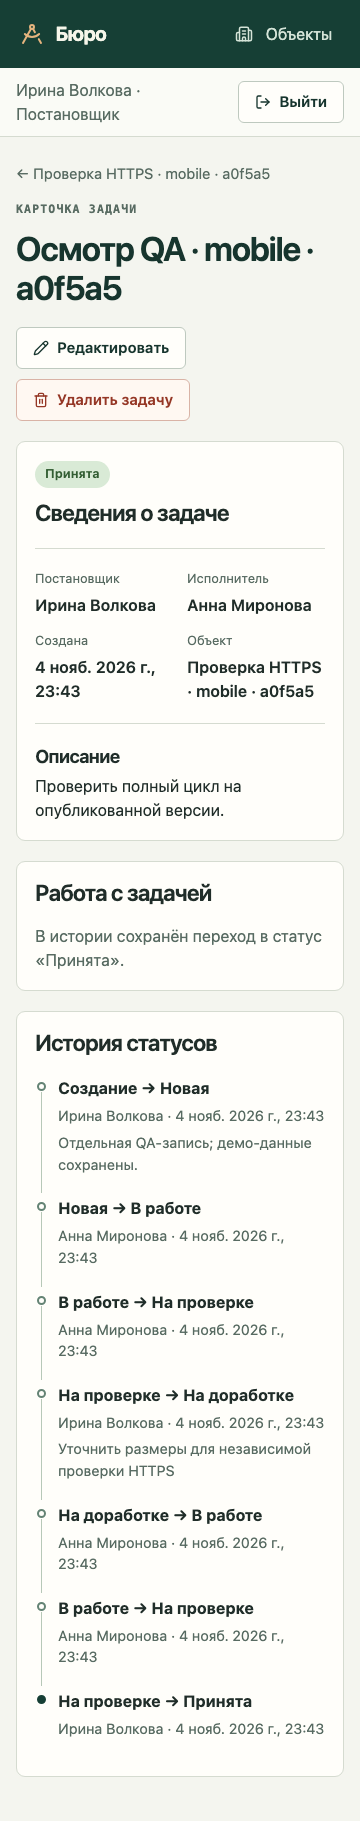 Бюро
Объекты
Ирина Волкова ·
Постановщик
Выйти
← Проверка HTTPS · mobile · a0f5a5
КАРТОЧКА ЗАДАЧИ
Осмотр QA · mobile ·
a0f5a5
Редактировать
Удалить задачу
Принята
Сведения о задаче
Постановщик
Ирина Волкова
Исполнитель
Анна Миронова
Создана
4 нояб. 2026 г.,
23:43
Объект
Проверка HTTPS
· mobile · a0f5a5
Описание
Проверить полный цикл на
опубликованной версии.
Работа с задачей
В истории сохранён переход в статус
«Принята».
История статусов
Создание → Новая
Ирина Волкова · 4 нояб. 2026 г., 23:43
Отдельная QA-запись; демо-данные
сохранены.
Новая → В работе
Анна Миронова · 4 нояб. 2026 г.,
23:43
В работе → На проверке
Анна Миронова · 4 нояб. 2026 г.,
23:43
На проверке → На доработке
Ирина Волкова · 4 нояб. 2026 г., 23:43
Уточнить размеры для независимой
проверки HTTPS
На доработке → В работе
Анна Миронова · 4 нояб. 2026 г.,
23:43
В работе → На проверке
Анна Миронова · 4 нояб. 2026 г.,
23:43
На проверке → Принята
Ирина Волкова · 4 нояб. 2026 г., 23:43